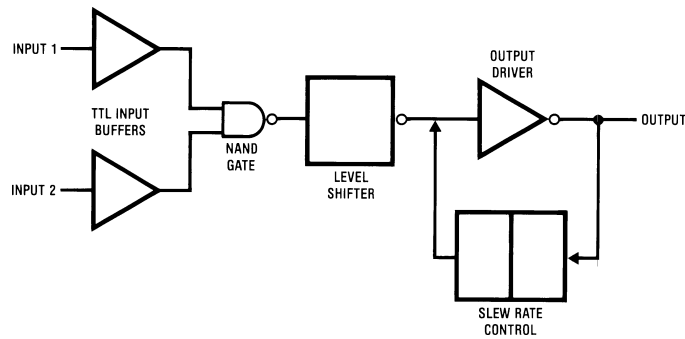 INPUT 1
TTL INPUT
BUFFERS
INPUT 2
NAND
GATE
LEVEL
SHIFTER
OUTPUT
DRIVER
OUTPUT
SLEW RATE
CONTROL